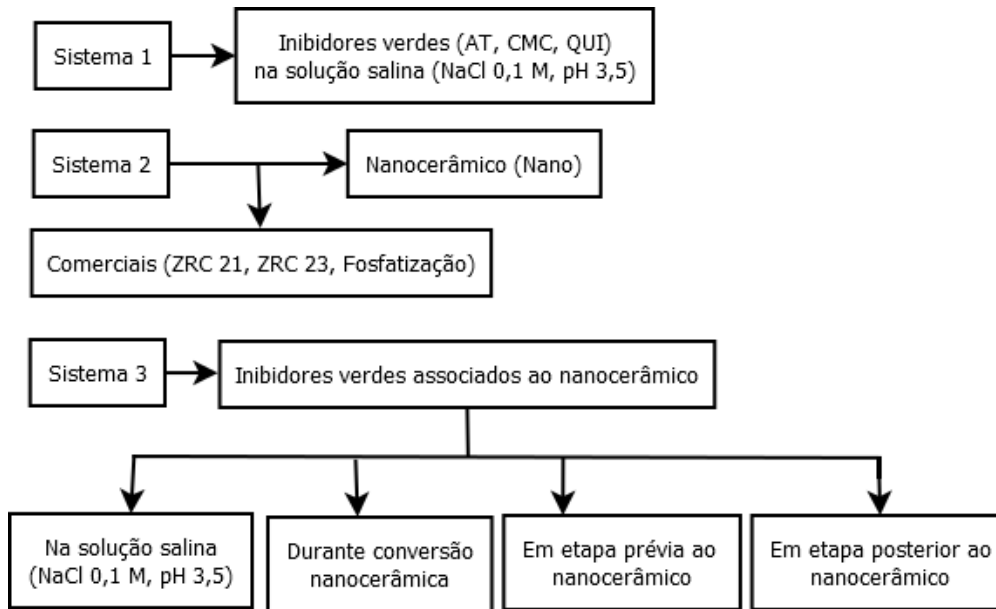 Sistema 1
Inibidores verdes (AT, CMC, QUI)
na solução salina (NaCl 0,1 M, pH 3,5)
Sistema 2
Nanocerâmico (Nano)
Comerciais (ZRC 21, ZRC 23, Fosfatização)
Sistema 3
Inibidores verdes associados ao nanocerâmico
Na solução salina
(NaCl 0,1 M, pH 3,5)
Durante conversão
nanocerâmica
Em etapa prévia ao
nanocerâmico
Em etapa posterior ao
nanocerâmico